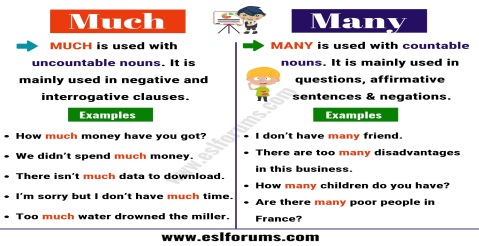 Much
MUCH is used with
uncountable nouns. It is
mainly used in negative and
interrogative clauses.
Examples
• How much money have you got?
• We didn't spend much money.
• There isn't much data to download.
• I'm sorry but I don't have much time.
• Too much water drowned the miller.
Many
MANY is used with countable
nouns. It is mainly used in
questions, affirmative
sentences & negations.
Examples
• I don't have many friend.
• There are too many disadvantages
in this business.
• How many children do you have?
• Are there many poor people in
France?
www.eslforums.com
www.eslforums.com